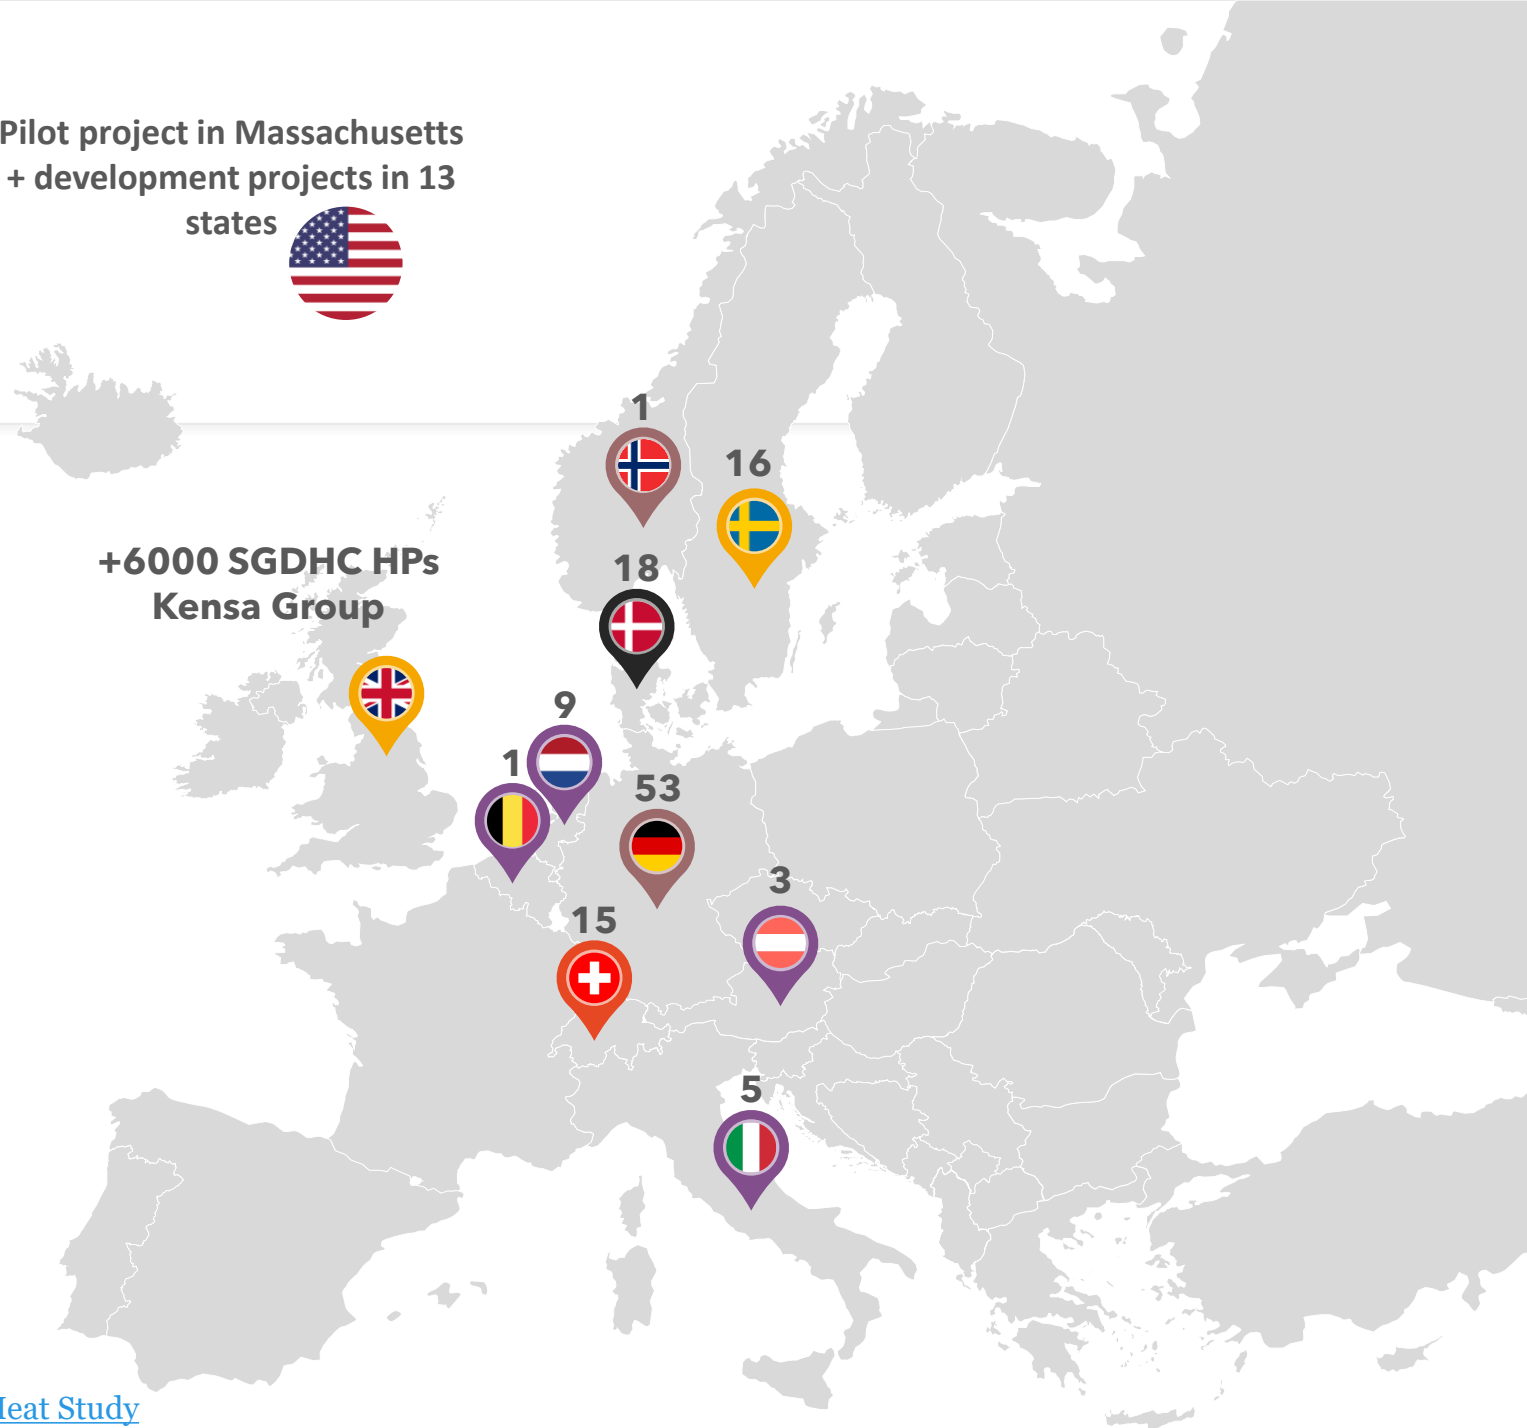 Pilot project in Massachusetts
+ development projects in 13
states
1
16
+6000 SGDHC HPs
Kensa Group
18
9
1
53
3
15
5
Heat Study